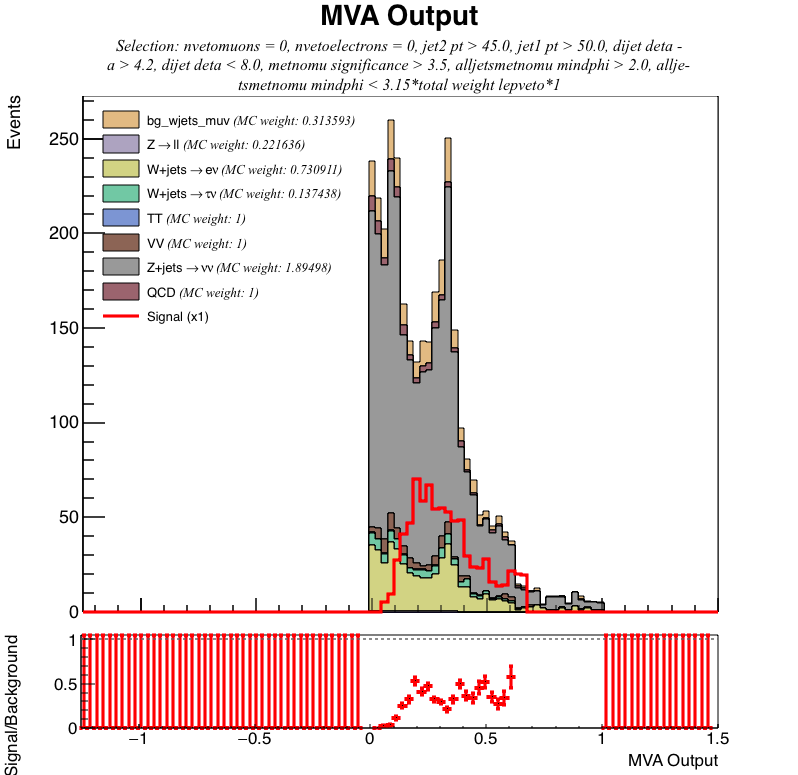 MVA Output
Selection: nvetomuons = 0, nvetoelectrons = 0, jet2 pt > 45.0, jet1 pt > 50.0, dijet deta -
a > 4.2, dijet deta < 8.0, metnomu significance > 3.5, alljetsmetnomu mindphi > 2.0, allje-
tsmetnomu mindphi < 3.15*total weight lepveto*1
Events
250
200
150
100
50
0
bg_wjets_muv (MC weight: 0.313593)
Z→ll (MC weight: 0.221636)
W+jets→eν (MC weight: 0.730911)
W+jets→τν (MC weight: 0.137438)
TT (MC weight: 1)
VV (MC weight: 1)
Z+jets→νν (MC weight: 1.89498)
QCD (MC weight: 1)
Signal (x1)
Signal/Background
1
0.5
0
−1 −0.5 0 0.5 1 1.5
MVA Output